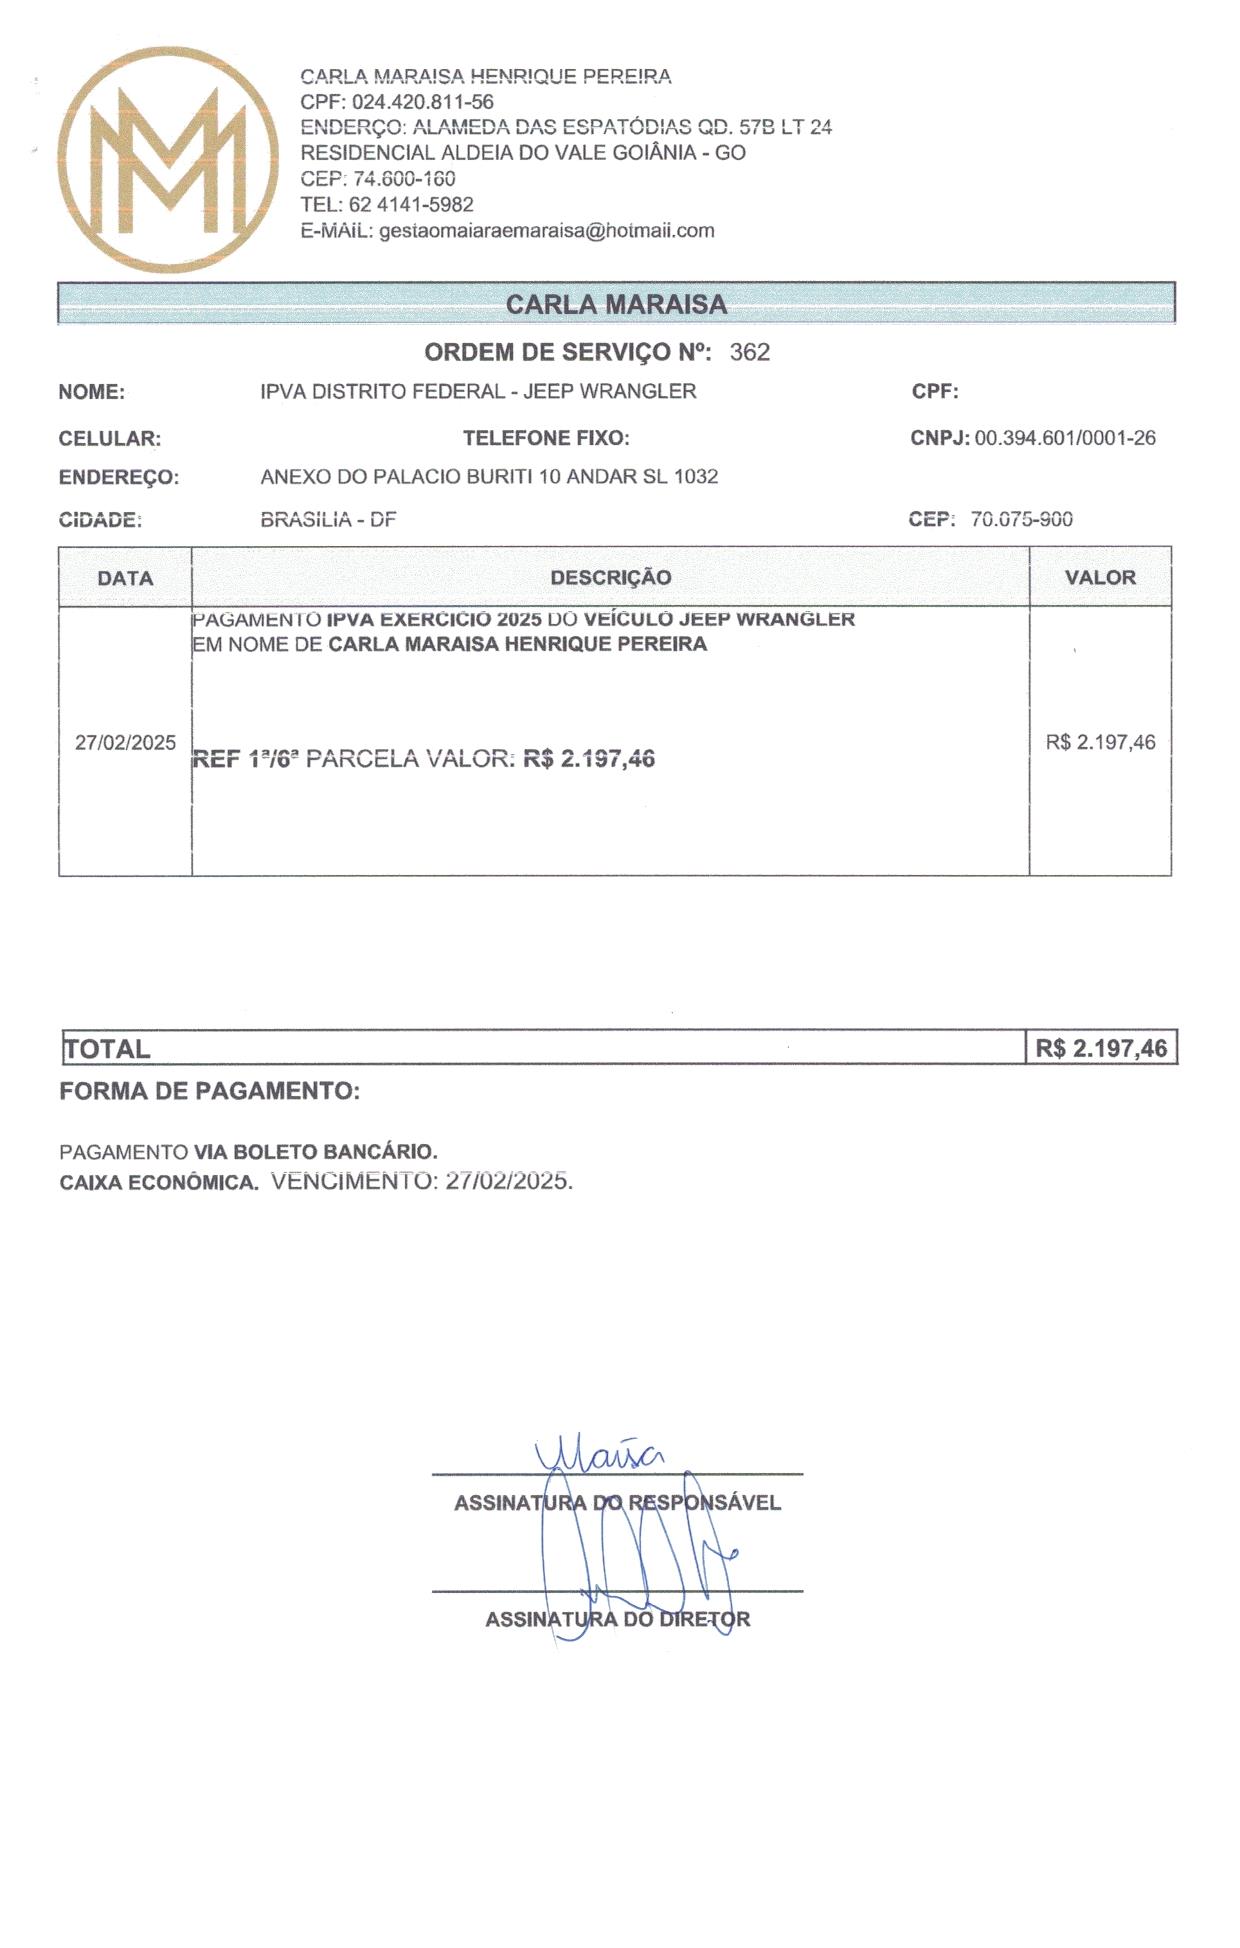 MM
CARLA MARAISA HENRIQUE PEREIRA
CPF: 024.420.811-56
ENDERÇO: ALAMEDA DAS ESPATÓDIAS QD. 57B LT 24
RESIDENCIAL ALDEIA DO VALE GOIÂNIA - GO
CEP: 74.600-160
TEL: 62 4141-5982
E-MAIL: gestaomaiaraemaraisa@hotmail.com
CARLA MARAISA
ORDEM DE SERVIÇO Nº: 362
NOME: IPVA DISTRITO FEDERAL - JEEP WRANGLER CPF:
CELULAR: TELEFONE FIXO: CNPJ: 00.394.601/0001-26
ENDEREÇO: ANEXO DO PALACIO BURITI 10 ANDAR SL 1032
CIDADE: BRASILIA - DF CEP: 70.075-900
DATA DESCRIÇÃO VALOR
PAGAMENTO IPVA EXERCICIO 2025 DO VEÍCULO JEEP WRANGLER
EM NOME DE CARLA MARAISA HENRIQUE PEREIRA
27/02/2025 REF 1ª/6ª PARCELA VALOR: R$ 2.197,46 R$ 2.197,46
TOTAL R$ 2.197,46
FORMA DE PAGAMENTO:
PAGAMENTO VIA BOLETO BANCÁRIO.
CAIXA ECONÔMICA. VENCIMENTO: 27/02/2025.
ASSINATURA DO RESPONSÁVEL
ASSINATURA DO DIRETOR